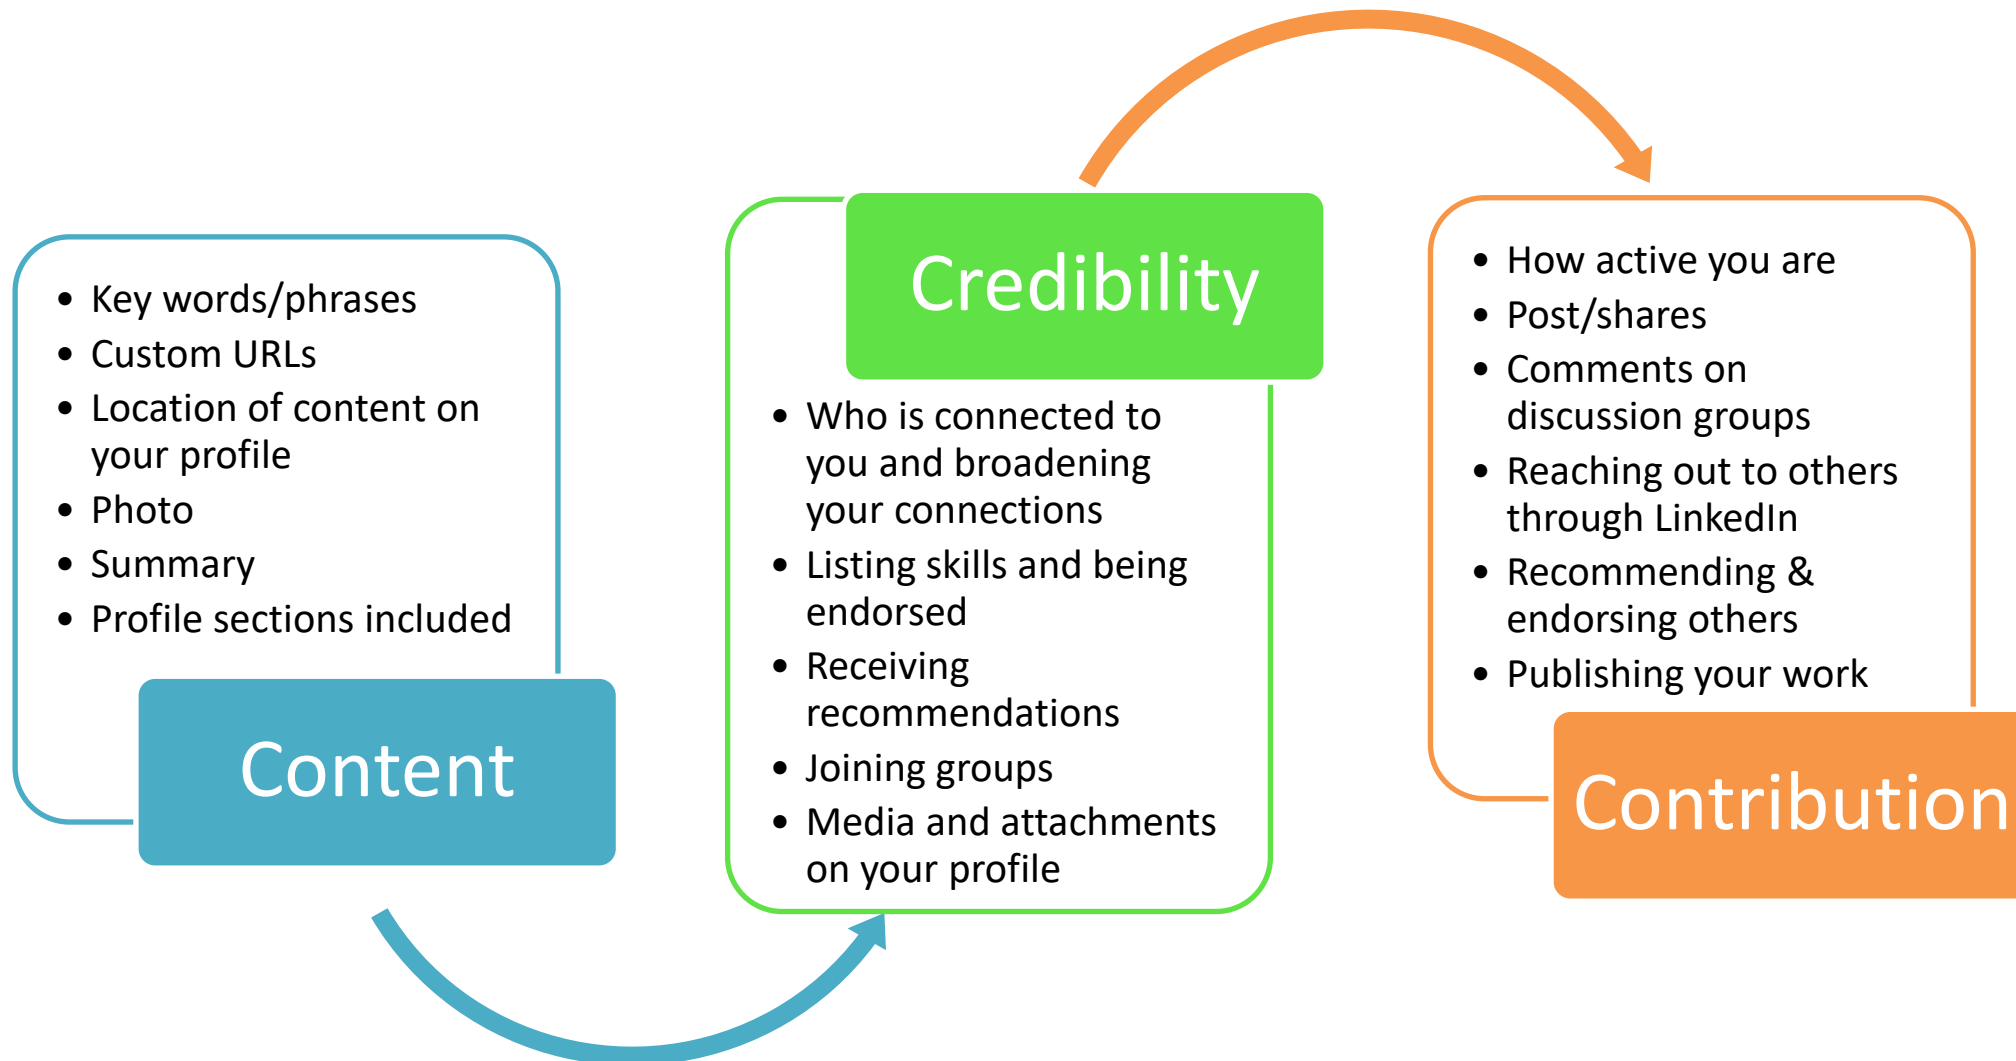 • Key words/phrases
• Custom URLs
• Location of content on
your profile
• Photo
• Summary
• Profile sections included
Content
Credibility
• Who is connected to
you and broadening
your connections
• Listing skills and being
endorsed
• Receiving
recommendations
• Joining groups
• Media and attachments
on your profile
• How active you are
• Post/shares
• Comments on
discussion groups
• Reaching out to others
through LinkedIn
• Recommending &
endorsing others
• Publishing your work
Contribution